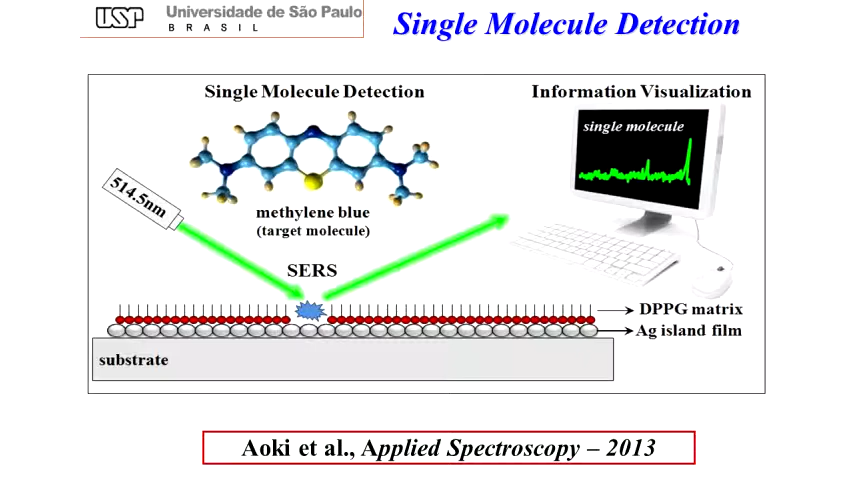 USP
Universidade de São Paulo
BRASIL
Single Molecule Detection
Single Molecule Detection
Information Visualization
single molecule
514.5nm
methylene blue
(target molecule)
SERS
DPPG matrix
Ag island film
substrate
Aoki et al., Applied Spectroscopy – 2013